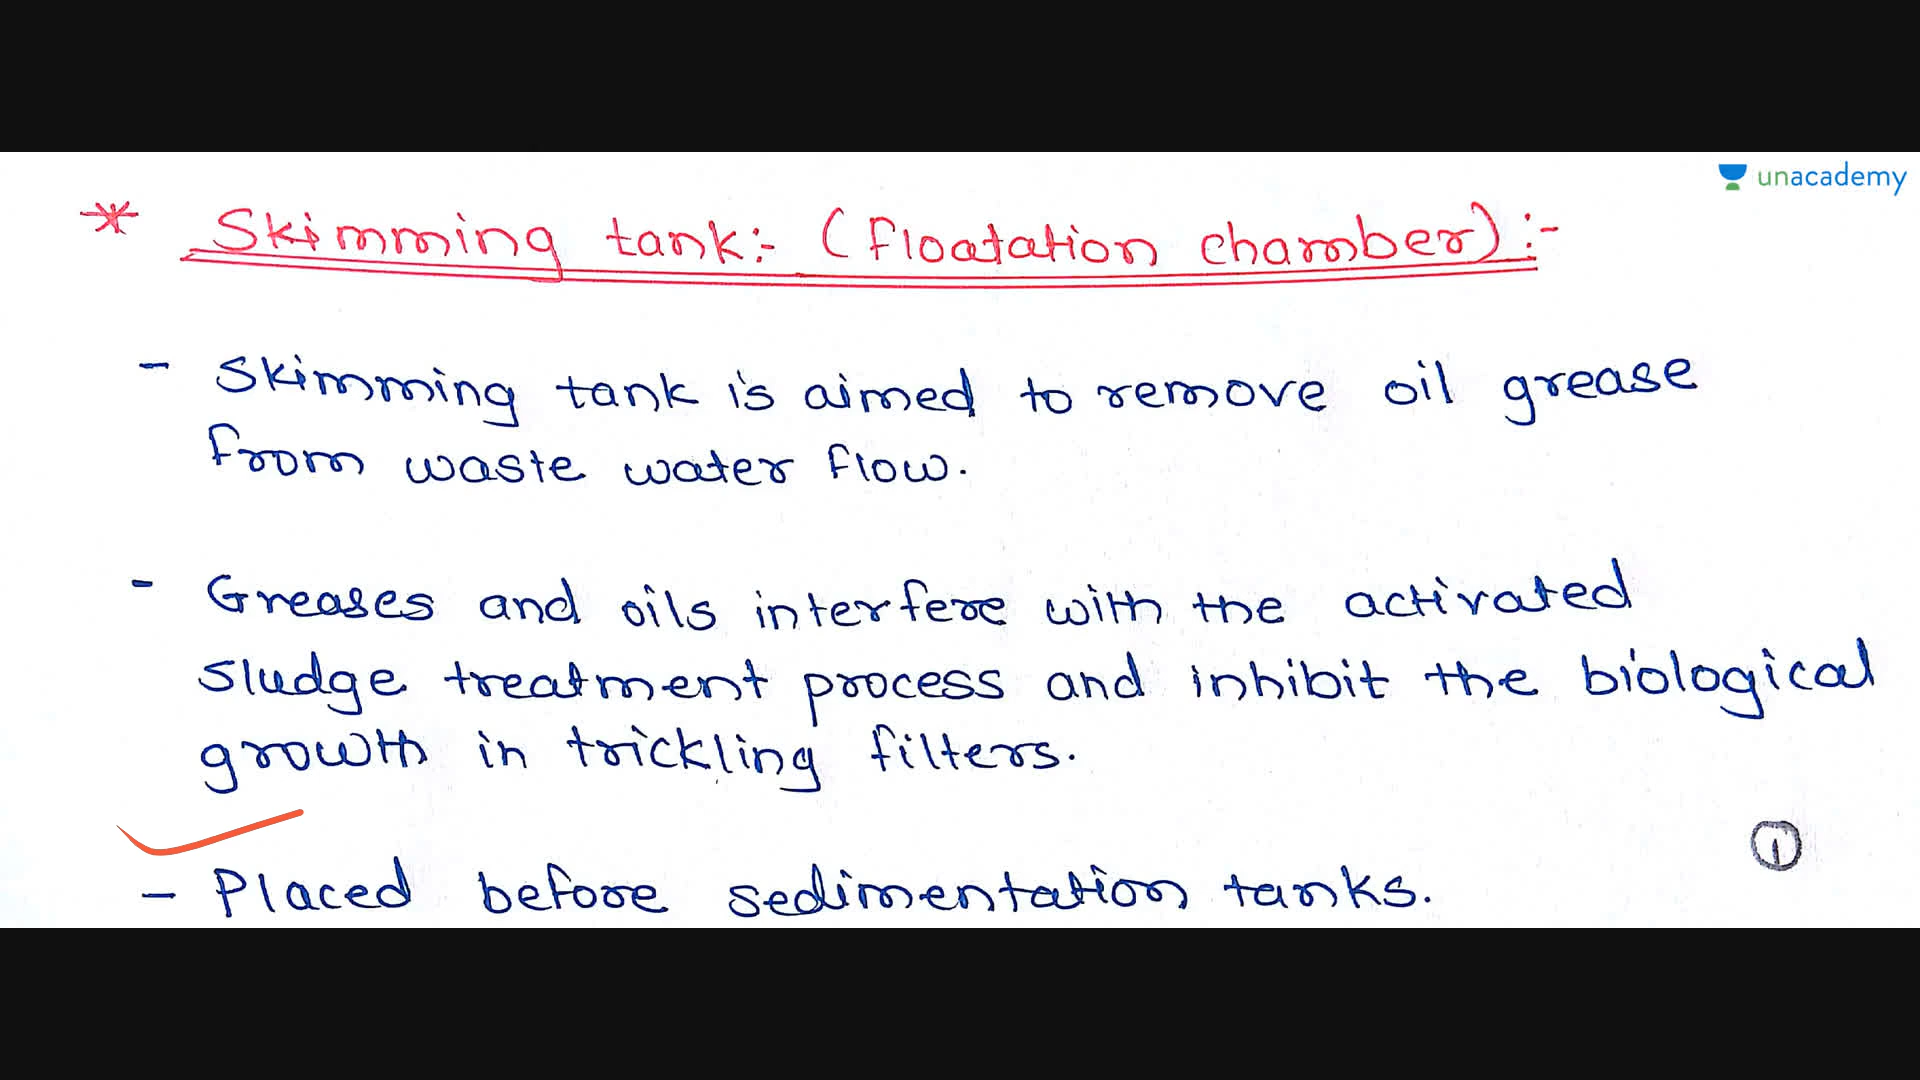 unacademy
* Skimming tank:- (Floatation chamber):-
- Skimming tank is aimed to remove oil grease
from waste water flow.
- Greases and oils interfere with the activated
sludge treatment process and inhibit the biological
growth in trickling filters.
- Placed before sedimentation tanks.
1